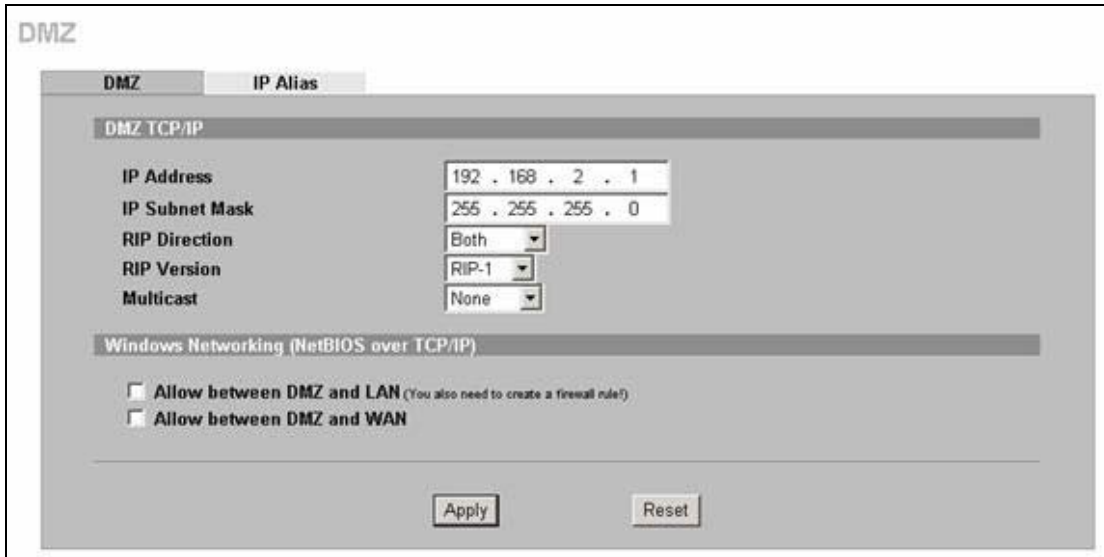 DMZ
DMZ IP Alias
DMZ TCP/IP
IP Address 192 . 168 . 2 . 1
IP Subnet Mask 255 . 255 . 255 . 0
RIP Direction Both
RIP Version RIP-1
Multicast None
Windows Networking (NetBIOS over TCP/IP)
Allow between DMZ and LAN (You also need to create a firewall rule!)
Allow between DMZ and WAN
Apply Reset